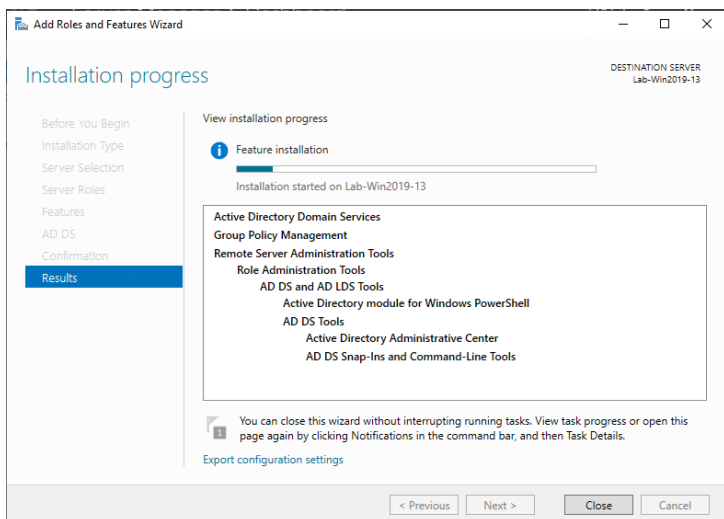 Add Roles and Features Wizard
Installation progress
DESTINATION SERVER
Lab-Win2019-13
Before You Begin
Installation Type
Server Selection
Server Roles
Features
AD DS
Confirmation
Results
View installation progress
Feature installation
Installation started on Lab-Win2019-13
Active Directory Domain Services
Group Policy Management
Remote Server Administration Tools
Role Administration Tools
AD DS and AD LDS Tools
Active Directory module for Windows PowerShell
AD DS Tools
Active Directory Administrative Center
AD DS Snap-Ins and Command-Line Tools
1
You can close this wizard without interrupting running tasks. View task progress or open this
page again by clicking Notifications in the command bar, and then Task Details.
Export configuration settings
< Previous
Next >
Close
Cancel